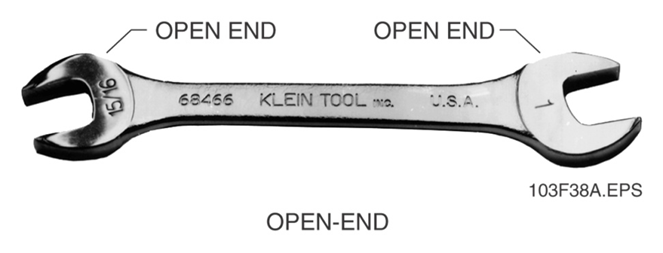 OPEN END
OPEN END
15/16
68466 KLEIN TOOL INC. U.S.A.
1
103F38A.EPS
OPEN-END